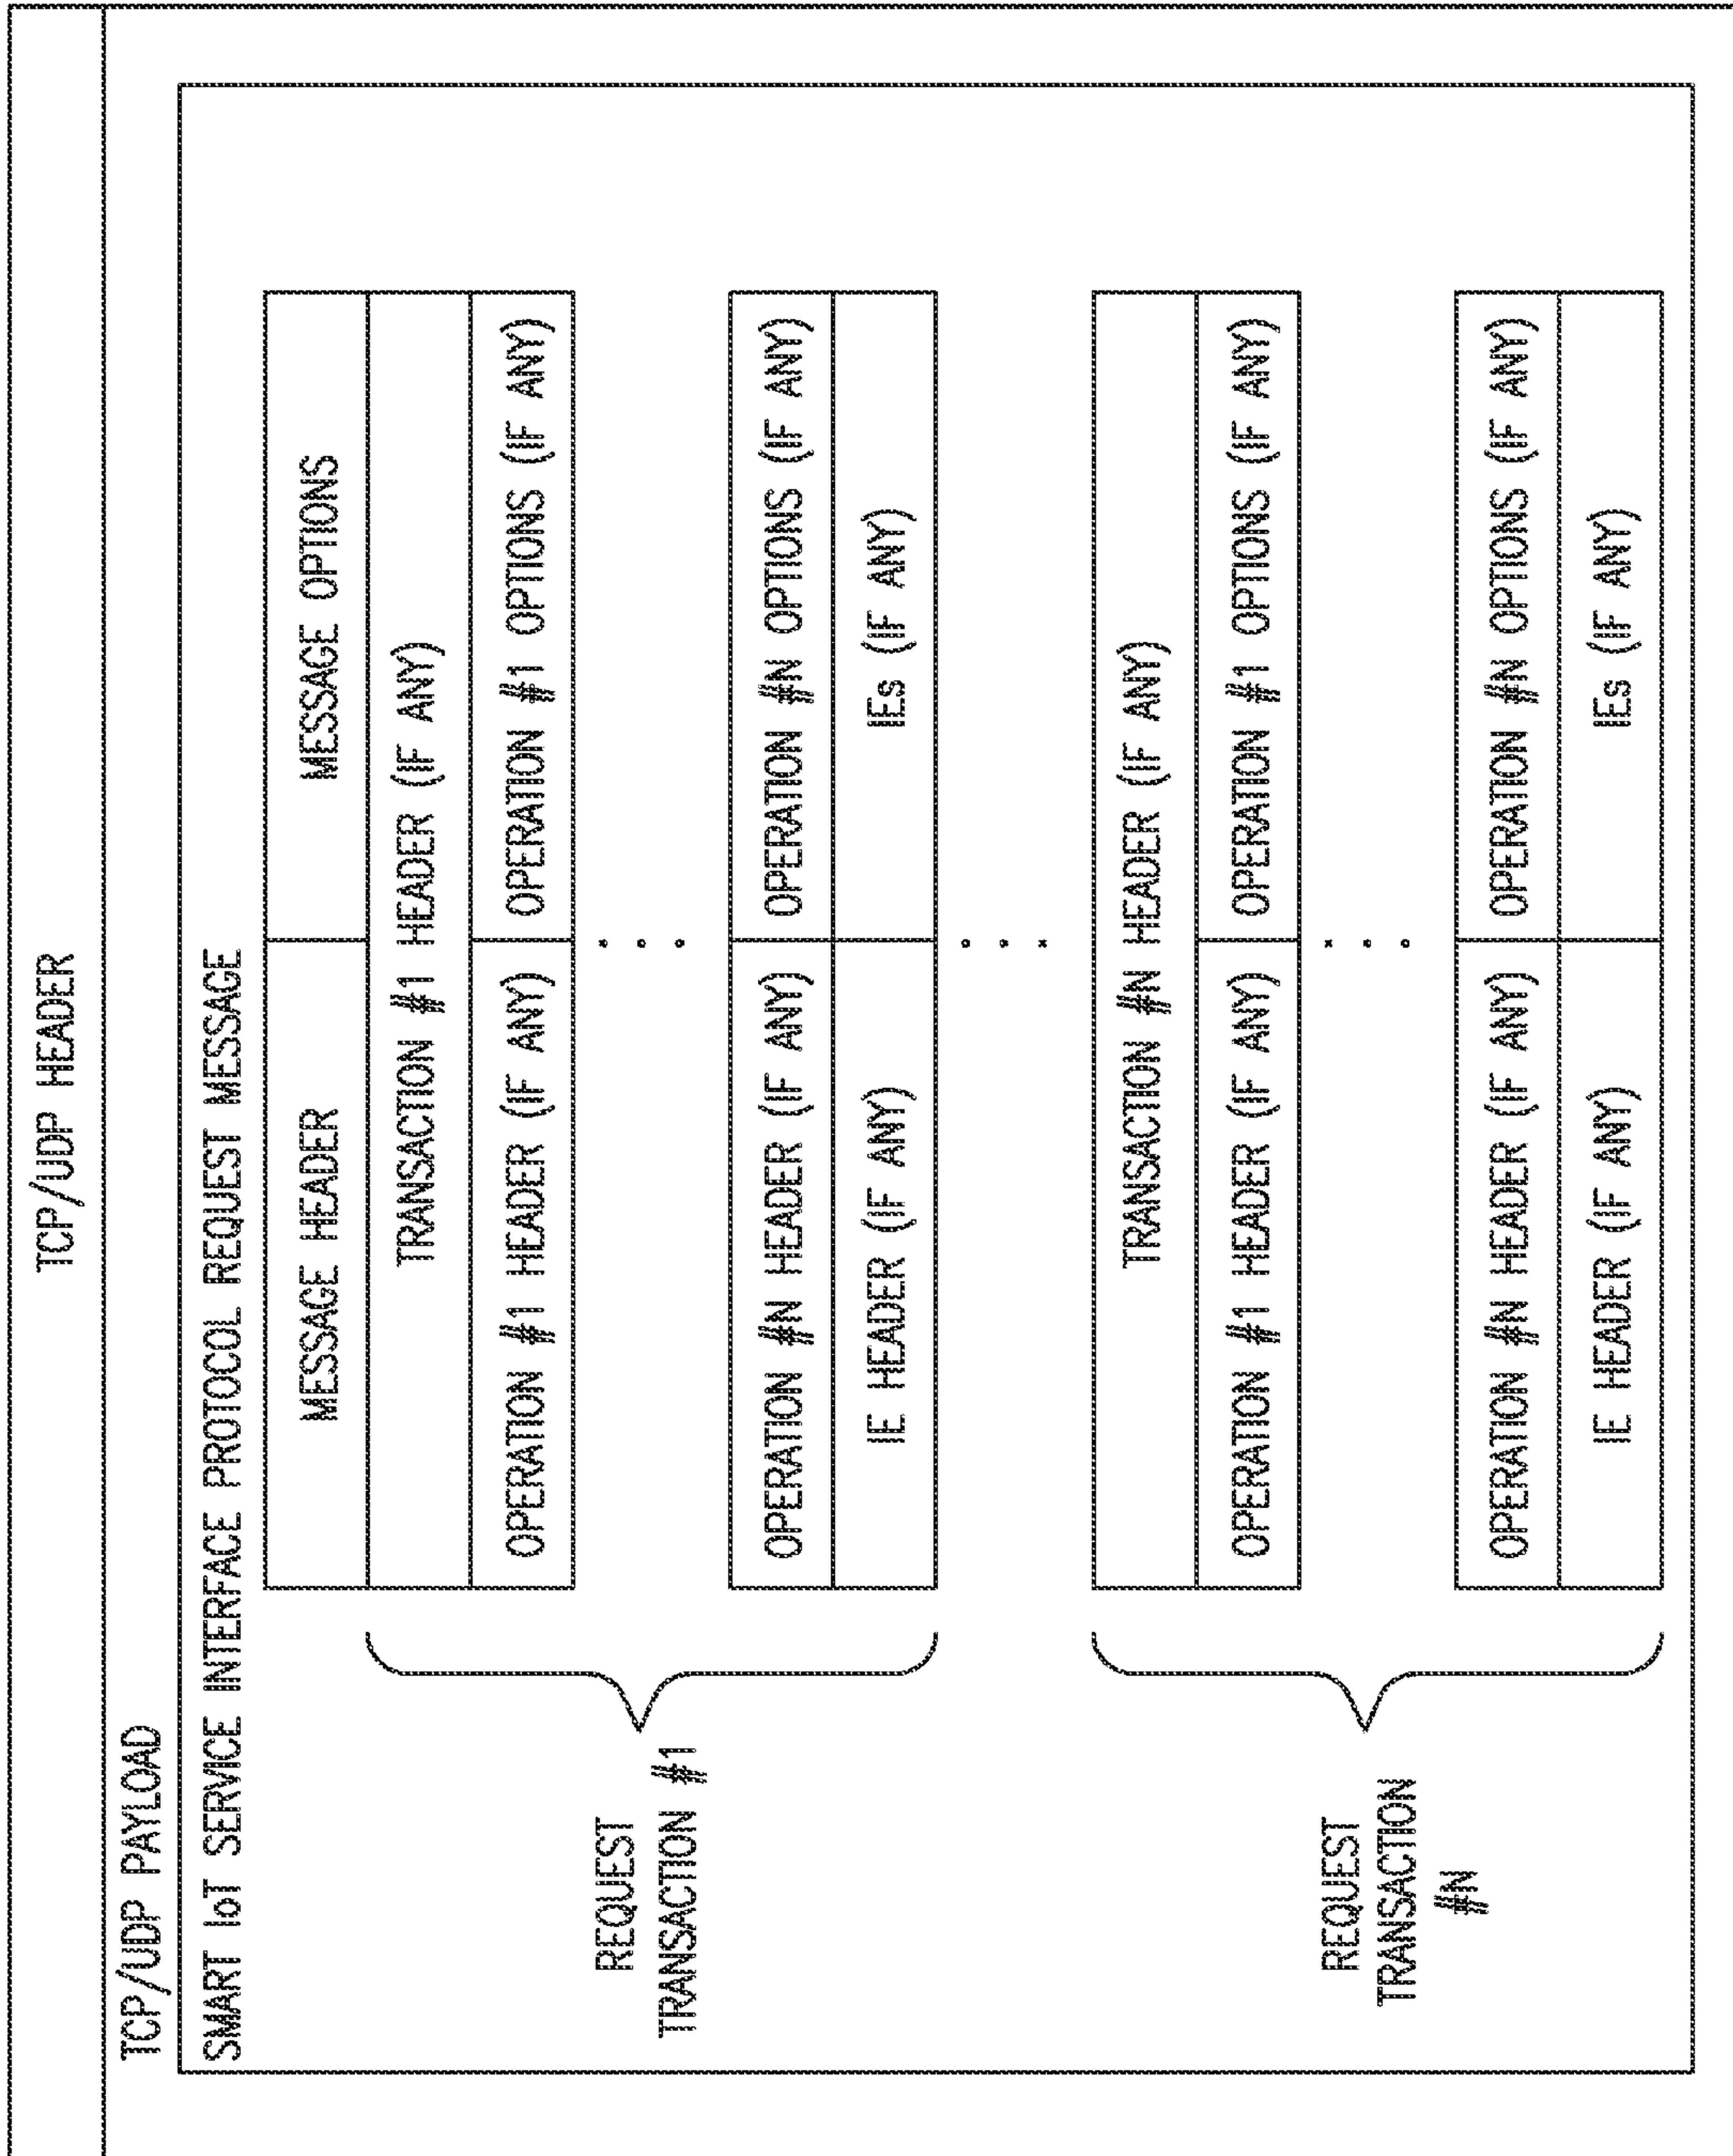 TCP/UDP HEADER
TCP/UDP PAYLOAD
SMART IoT SERVICE INTERFACE PROTOCOL REQUEST MESSAGE
MESSAGE HEADER MESSAGE OPTIONS
TRANSACTION #1 HEADER (IF ANY)
OPERATION #1 HEADER (IF ANY) OPERATION #1 OPTIONS (IF ANY)
REQUEST
TRANSACTION #1
OPERATION #N HEADER (IF ANY) OPERATION #N OPTIONS (IF ANY)
IE HEADER (IF ANY) IEs (IF ANY)
TRANSACTION #N HEADER (IF ANY)
OPERATION #1 HEADER (IF ANY) OPERATION #1 OPTIONS (IF ANY)
REQUEST
TRANSACTION
#N
OPERATION #N HEADER (IF ANY) OPERATION #N OPTIONS (IF ANY)
IE HEADER (IF ANY) IEs (IF ANY)